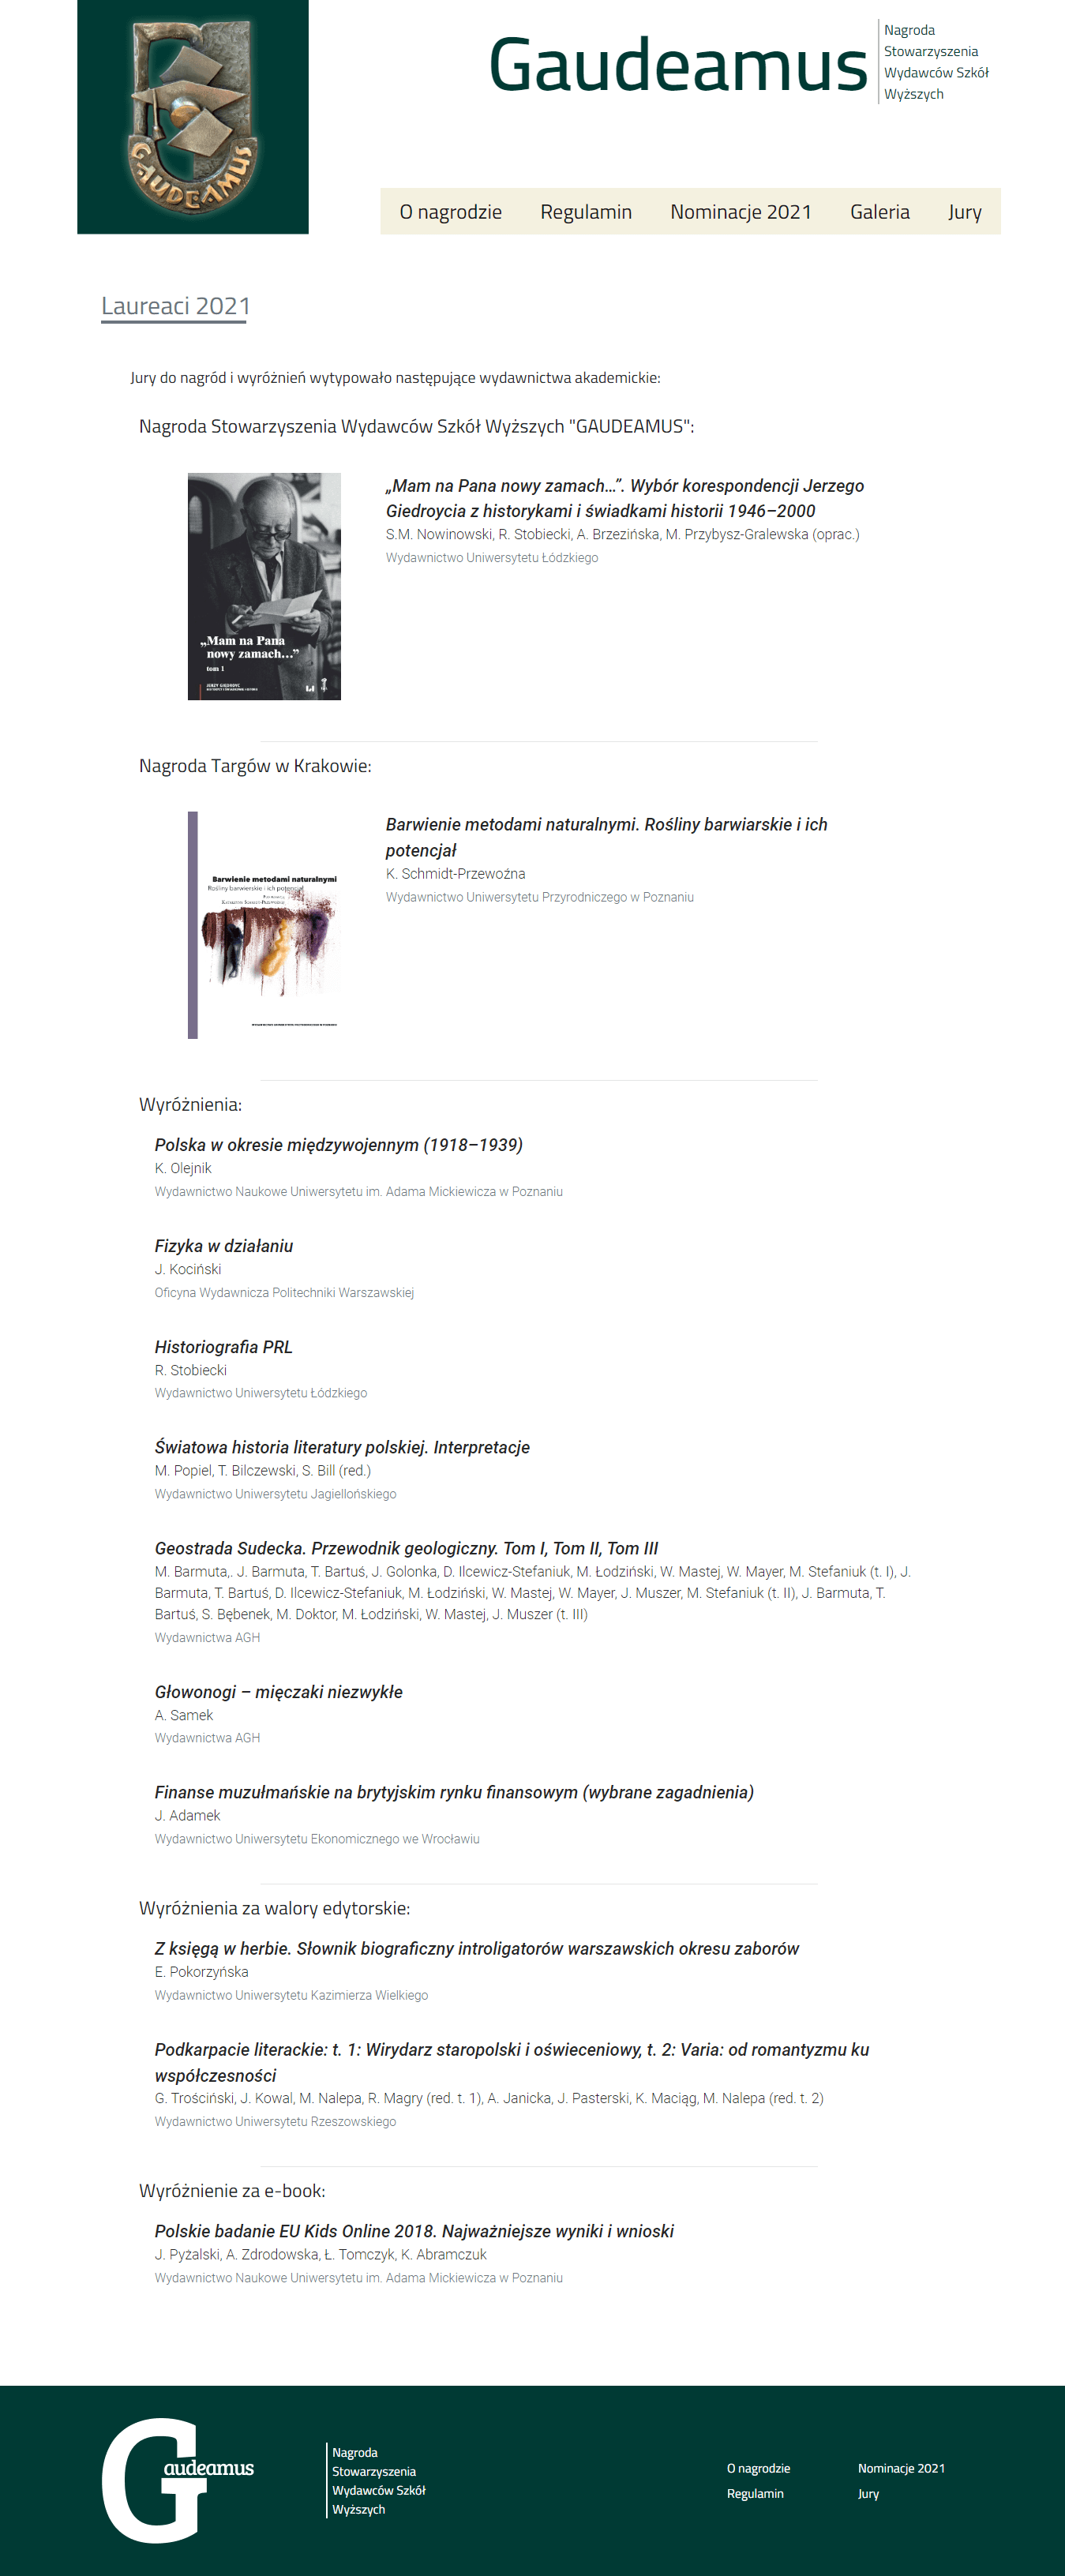 GAUDEAMUS
Gaudeamus
Nagroda
Stowarzyszenia
Wydawców Szkół
Wyższych
O nagrodzie Regulamin Nominacje 2021 Galeria Jury
Laureaci 2021
Jury do nagród i wyróżnień wytypowało następujące wydawnictwa akademickie:
Nagroda Stowarzyszenia Wydawców Szkół Wyższych "GAUDEAMUS":
„Mam na Pana
nowy zamach...”
tom 1
„Mam na Pana nowy zamach…”. Wybór korespondencji Jerzego
Giedroycia z historykami i świadkami historii 1946–2000
S.M. Nowinowski, R. Stobiecki, A. Brzezińska, M. Przybysz-Gralewska (oprac.)
Wydawnictwo Uniwersytetu Łódzkiego
Nagroda Targów w Krakowie:
Barwienie metodami naturalnymi
Rośliny barwierskie i ich potencjał
Barwienie metodami naturalnymi. Rośliny barwiarskie i ich
potencjał
K. Schmidt-Przewoźna
Wydawnictwo Uniwersytetu Przyrodniczego w Poznaniu
Wyróżnienia:
Polska w okresie międzywojennym (1918–1939)
K. Olejnik
Wydawnictwo Naukowe Uniwersytetu im. Adama Mickiewicza w Poznaniu
Fizyka w działaniu
J. Kociński
Oficyna Wydawnicza Politechniki Warszawskiej
Historiografia PRL
R. Stobiecki
Wydawnictwo Uniwersytetu Łódzkiego
Światowa historia literatury polskiej. Interpretacje
M. Popiel, T. Bilczewski, S. Bill (red.)
Wydawnictwo Uniwersytetu Jagiellońskiego
Geostrada Sudecka. Przewodnik geologiczny. Tom I, Tom II, Tom III
M. Barmuta,. J. Barmuta, T. Bartuś, J. Golonka, D. Ilcewicz-Stefaniuk, M. Łodziński, W. Mastej, W. Mayer, M. Stefaniuk (t. I), J.
Barmuta, T. Bartuś, D. Ilcewicz-Stefaniuk, M. Łodziński, W. Mastej, W. Mayer, J. Muszer, M. Stefaniuk (t. II), J. Barmuta, T.
Bartuś, S. Bębenek, M. Doktor, M. Łodziński, W. Mastej, J. Muszer (t. III)
Wydawnictwa AGH
Głowonogi – mięczaki niezwykłe
A. Samek
Wydawnictwa AGH
Finanse muzułmańskie na brytyjskim rynku finansowym (wybrane zagadnienia)
J. Adamek
Wydawnictwo Uniwersytetu Ekonomicznego we Wrocławiu
Wyróżnienia za walory edytorskie:
Z księgą w herbie. Słownik biograficzny introligatorów warszawskich okresu zaborów
E. Pokorzyńska
Wydawnictwo Uniwersytetu Kazimierza Wielkiego
Podkarpacie literackie: t. 1: Wirydarz staropolski i oświeceniowy, t. 2: Varia: od romantyzmu ku
współczesności
G. Trościński, J. Kowal, M. Nalepa, R. Magry (red. t. 1), A. Janicka, J. Pasterski, K. Maciąg, M. Nalepa (red. t. 2)
Wydawnictwo Uniwersytetu Rzeszowskiego
Wyróżnienie za e-book:
Polskie badanie EU Kids Online 2018. Najważniejsze wyniki i wnioski
J. Pyżalski, A. Zdrodowska, Ł. Tomczyk, K. Abramczuk
Wydawnictwo Naukowe Uniwersytetu im. Adama Mickiewicza w Poznaniu
Gaudeamus
Nagroda
Stowarzyszenia
Wydawców Szkół
Wyższych
O nagrodzie Nominacje 2021
Regulamin Jury